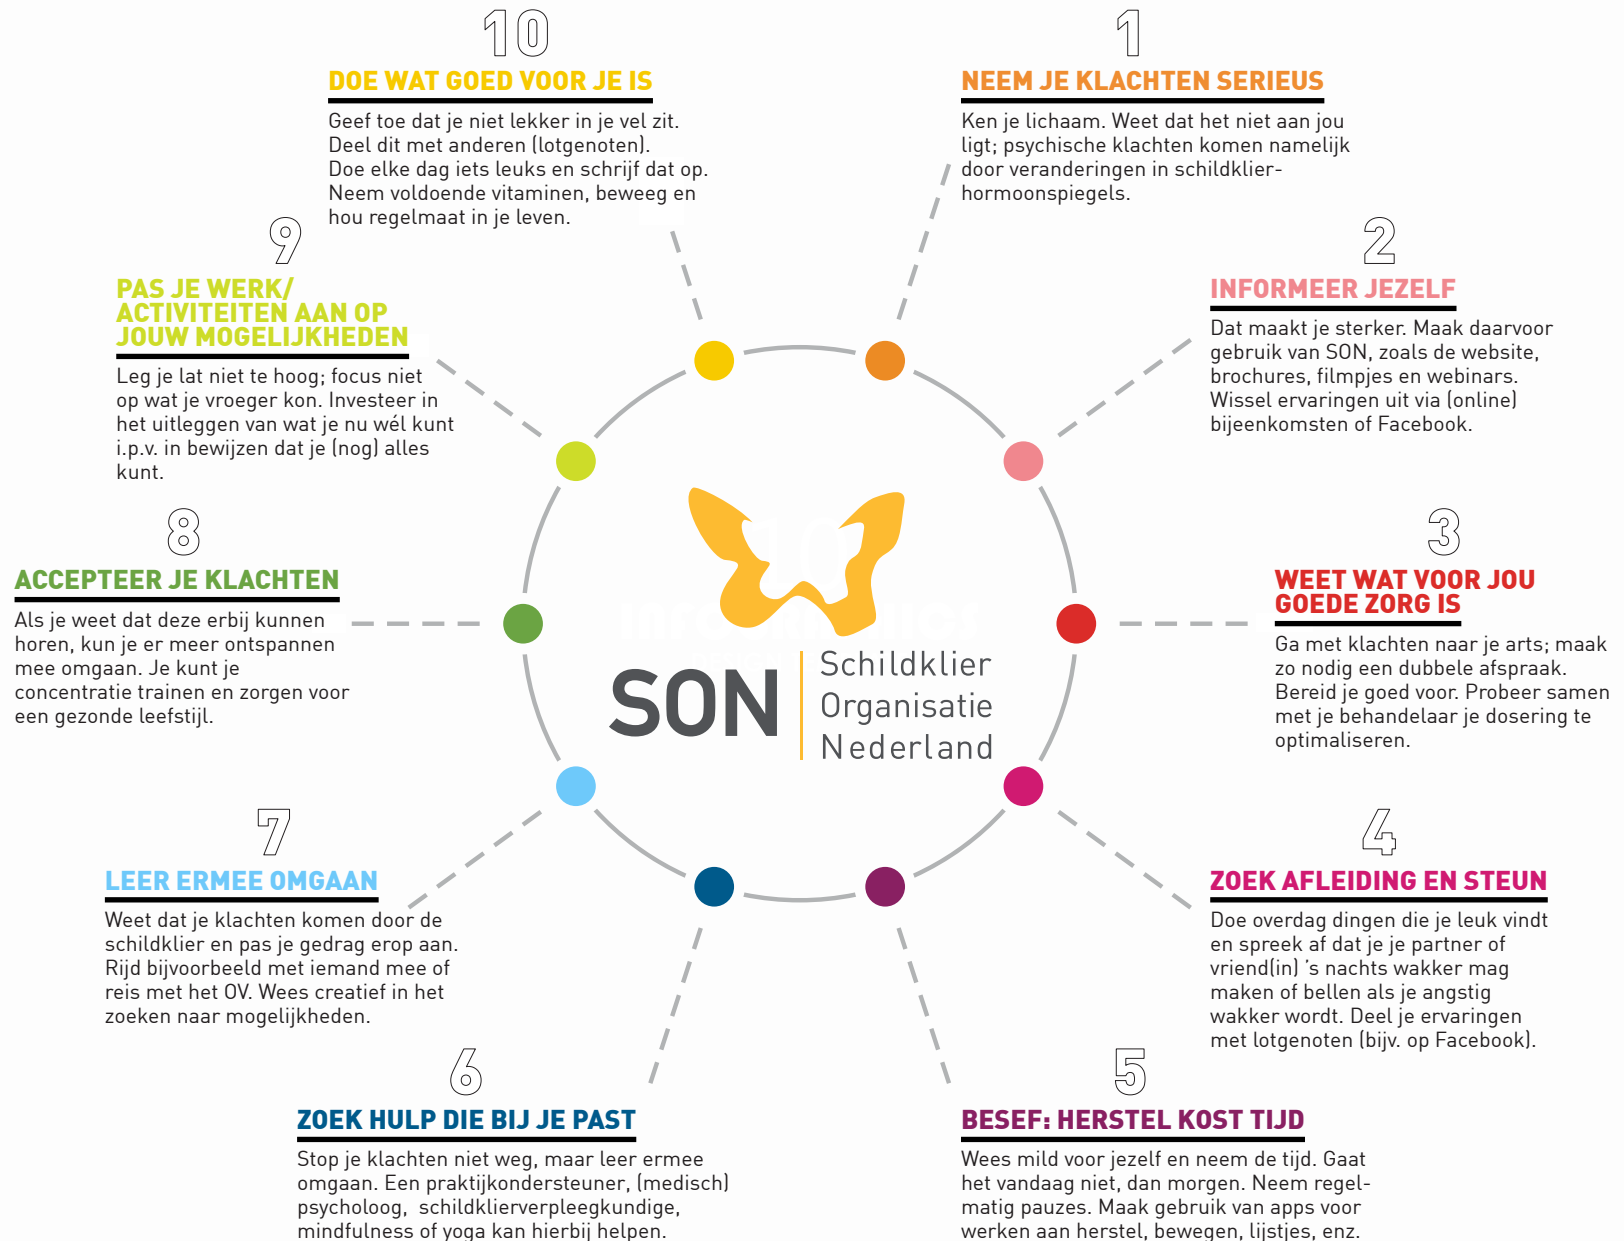 1
NEEM JE KLACHTEN SERIEUS
Ken je lichaam. Weet dat het niet aan jou
ligt; psychische klachten komen namelijk
door veranderingen in schildklier-
hormoonspiegels.
2
INFORMEER JEZELF
Dat maakt je sterker. Maak daarvoor
gebruik van SON, zoals de website,
brochures, filmpjes en webinars.
Wissel ervaringen uit via (online)
bijeenkomsten of Facebook.
3
WEET WAT VOOR JOU
GOEDE ZORG IS
Ga met klachten naar je arts; maak
zo nodig een dubbele afspraak.
Bereid je goed voor. Probeer samen
met je behandelaar je dosering te
optimaliseren.
4
ZOEK AFLEIDING EN STEUN
Doe overdag dingen die je leuk vindt
en spreek af dat je je partner of
vriend(in) ’s nachts wakker mag
maken of bellen als je angstig
wakker wordt. Deel je ervaringen
met lotgenoten (bijv. op Facebook).
5
BESEF: HERSTEL KOST TIJD
Wees mild voor jezelf en neem de tijd. Gaat
het vandaag niet, dan morgen. Neem regel-
matig pauzes. Maak gebruik van apps voor
werken aan herstel, bewegen, lijstjes, enz.
6
ZOEK HULP DIE BIJ JE PAST
Stop je klachten niet weg, maar leer ermee
omgaan. Een praktijkondersteuner, (medisch)
psycholoog, schildklierverpleegkundige,
mindfulness of yoga kan hierbij helpen.
7
LEER ERMEE OMGAAN
Weet dat je klachten komen door de
schildklier en pas je gedrag erop aan.
Rijd bijvoorbeeld met iemand mee of
reis met het OV. Wees creatief in het
zoeken naar mogelijkheden.
8
ACCEPTEER JE KLACHTEN
Als je weet dat deze erbij kunnen
horen, kun je er meer ontspannen
mee omgaan. Je kunt je
concentratie trainen en zorgen voor
een gezonde leefstijl.
9
PAS JE WERK/
ACTIVITEITEN AAN OP
JOUW MOGELIJKHEDEN
Leg je lat niet te hoog; focus niet
op wat je vroeger kon. Investeer in
het uitleggen van wat je nu wél kunt
i.p.v. in bewijzen dat je (nog) alles
kunt.
10
DOE WAT GOED VOOR JE IS
Geef toe dat je niet lekker in je vel zit.
Deel dit met anderen (lotgenoten).
Doe elke dag iets leuks en schrijf dat op.
Neem voldoende vitaminen, beweeg en
hou regelmaat in je leven.
10
SON
Schildklier
Organisatie
Nederland